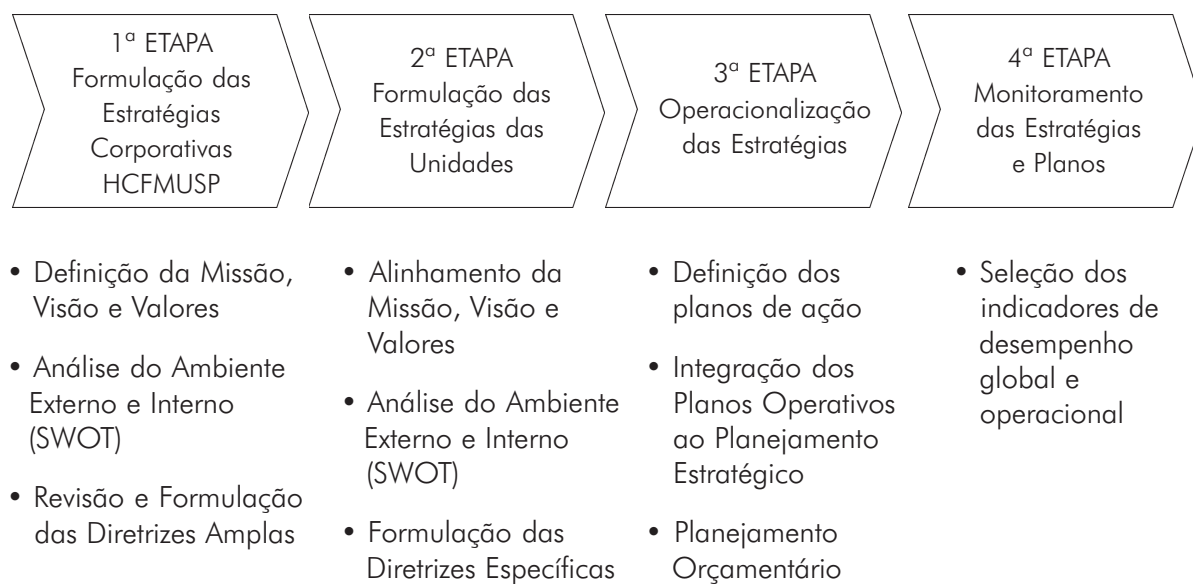 1ª ETAPA
Formulação das
Estratégias
Corporativas
HCFMUSP
2ª ETAPA
Formulação das
Estratégias das
Unidades
3ª ETAPA
Operacionalização
das Estratégias
4ª ETAPA
Monitoramento
das Estratégias
e Planos
• Definição da Missão,
Visão e Valores
• Análise do Ambiente
Externo e Interno
(SWOT)
• Revisão e Formulação
das Diretrizes Amplas
• Alinhamento da
Missão, Visão e
Valores
• Análise do Ambiente
Externo e Interno
(SWOT)
• Formulação das
Diretrizes Específicas
• Definição dos
planos de ação
• Integração dos
Planos Operativos
ao Planejamento
Estratégico
• Planejamento
Orçamentário
• Seleção dos
indicadores de
desempenho
global e
operacional